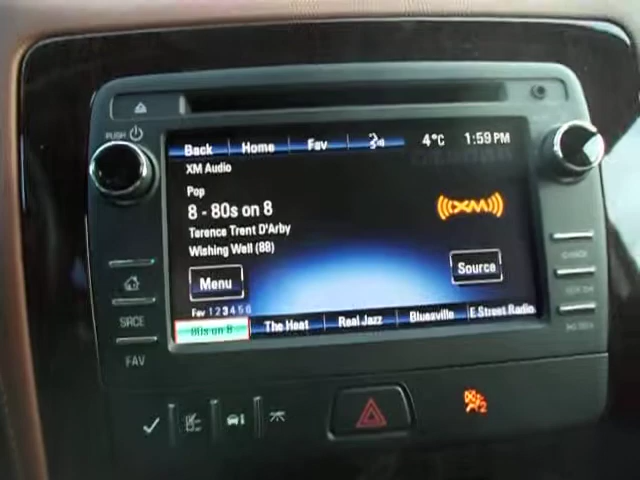 PUSH
Back Home Fav 4°C 1:59 PM
XM Audio
Pop
8 - 80s on 8
Terence Trent D'Arby
Wishing Well (88)
((XM))
Menu Source
Fav 1 2 3 4 5 6
80s on 8 The Heat Real Jazz Bluesville E Street Radio
SRCE
FAV
2